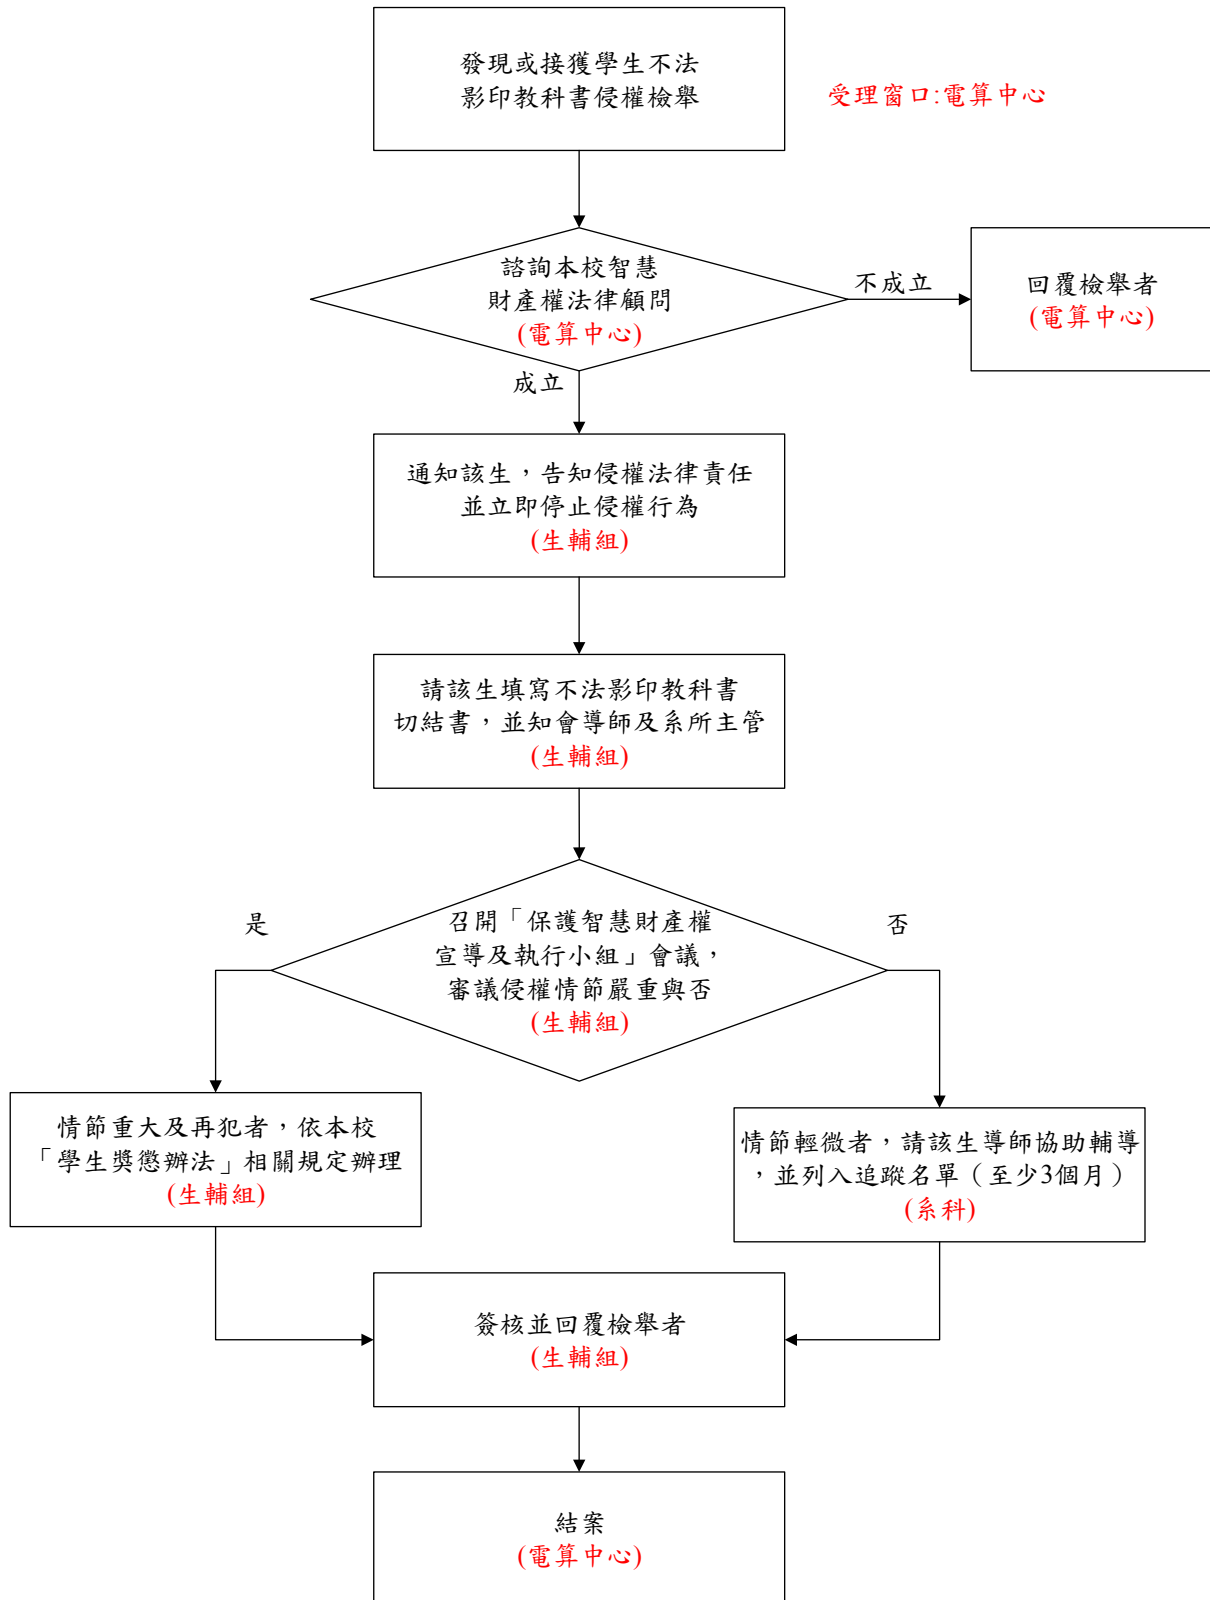 發現或接獲學生不法
影印教科書侵權檢舉
受理窗口:電算中心
諮詢本校智慧
財產權法律顧問
(電算中心)
不成立
回覆檢舉者
(電算中心)
成立
通知該生，告知侵權法律責任
並立即停止侵權行為
(生輔組)
請該生填寫不法影印教科書
切結書，並知會導師及系所主管
(生輔組)
是
召開「保護智慧財產權
宣導及執行小組」會議，
審議侵權情節嚴重與否
(生輔組)
否
情節重大及再犯者，依本校
「學生獎懲辦法」相關規定辦理
(生輔組)
情節輕微者，請該生導師協助輔導
，並列入追蹤名單（至少3個月）
(系科)
簽核並回覆檢舉者
(生輔組)
結案
(電算中心)